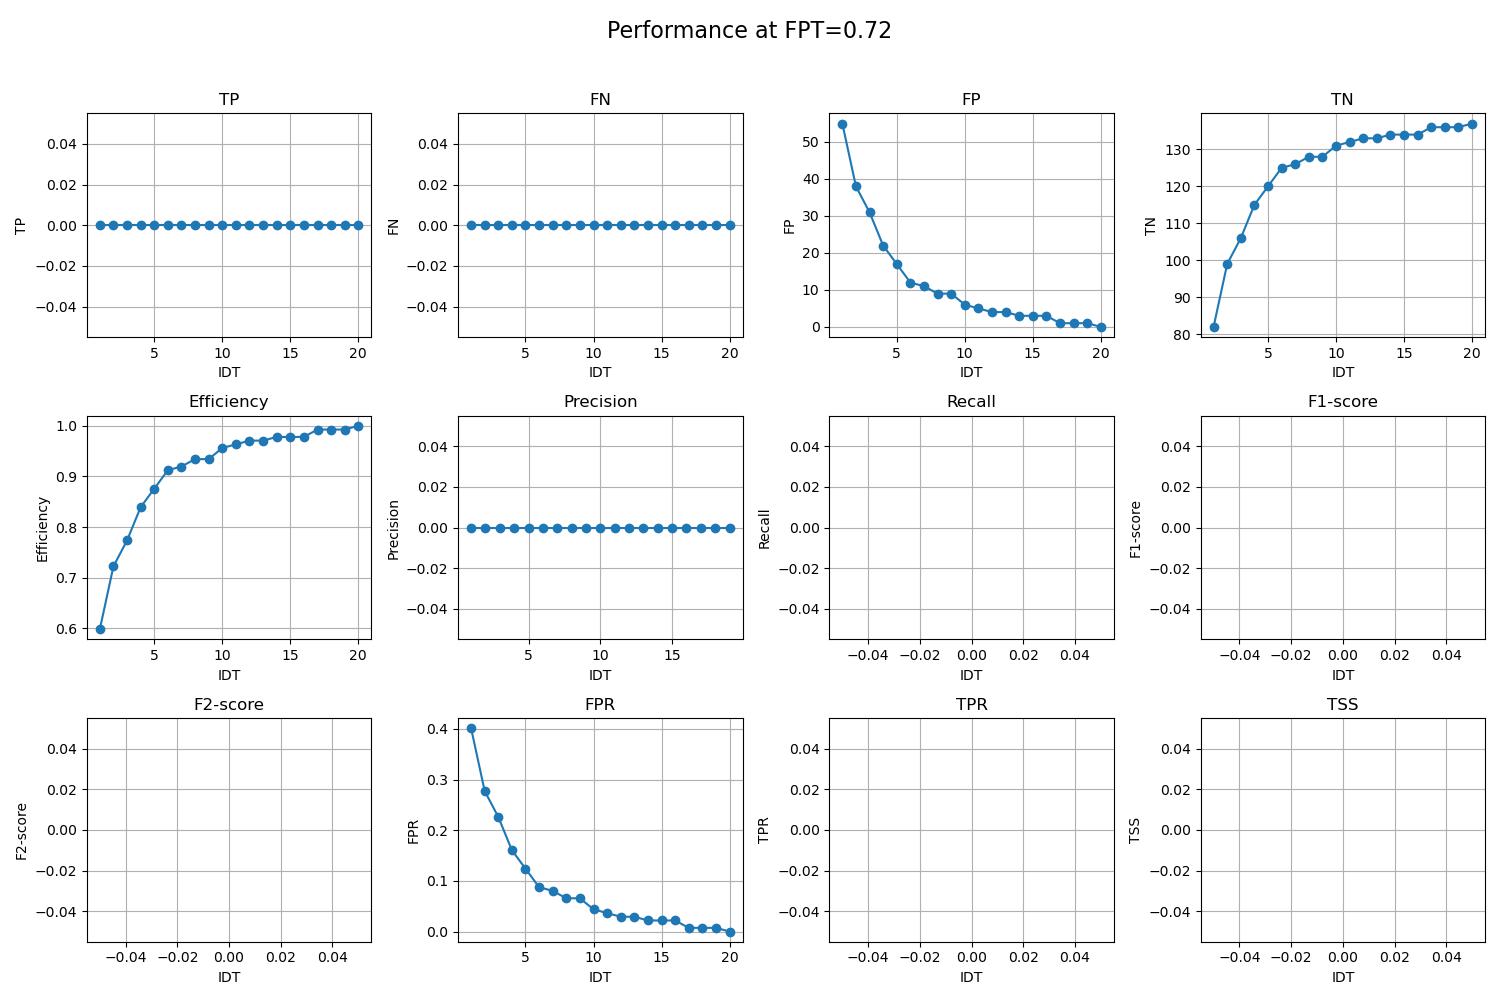 Performance at FPT=0.72
TP
TP
0.04
0.02
0.00
−0.02
−0.04
5 10 15 20
IDT
FN
FN
0.04
0.02
0.00
−0.02
−0.04
5 10 15 20
IDT
FP
FP
50
40
30
20
10
0
5 10 15 20
IDT
TN
TN
130
120
110
100
90
80
5 10 15 20
IDT
Efficiency
Efficiency
1.0
0.9
0.8
0.7
0.6
5 10 15 20
IDT
Precision
Precision
0.04
0.02
0.00
−0.02
−0.04
5 10 15
IDT
Recall
Recall
0.04
0.02
0.00
−0.02
−0.04
−0.04 −0.02 0.00 0.02 0.04
IDT
F1-score
F1-score
0.04
0.02
0.00
−0.02
−0.04
−0.04 −0.02 0.00 0.02 0.04
IDT
F2-score
F2-score
0.04
0.02
0.00
−0.02
−0.04
−0.04 −0.02 0.00 0.02 0.04
IDT
FPR
FPR
0.4
0.3
0.2
0.1
0.0
5 10 15 20
IDT
TPR
TPR
0.04
0.02
0.00
−0.02
−0.04
−0.04 −0.02 0.00 0.02 0.04
IDT
TSS
TSS
0.04
0.02
0.00
−0.02
−0.04
−0.04 −0.02 0.00 0.02 0.04
IDT